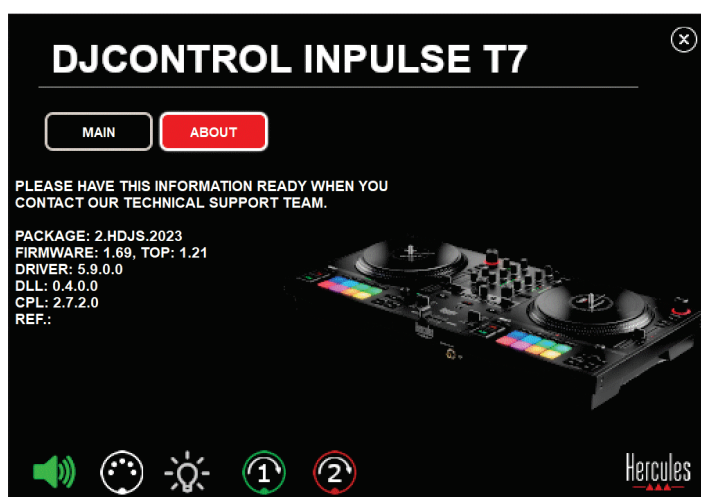 DJCONTROL INPULSE T7
MAIN
ABOUT
PLEASE HAVE THIS INFORMATION READY WHEN YOU
CONTACT OUR TECHNICAL SUPPORT TEAM.
PACKAGE: 2.HDJS.2023
FIRMWARE: 1.69, TOP: 1.21
DRIVER: 5.9.0.0
DLL: 0.4.0.0
CPL: 2.7.2.0
REF.:
1
2
Hercules